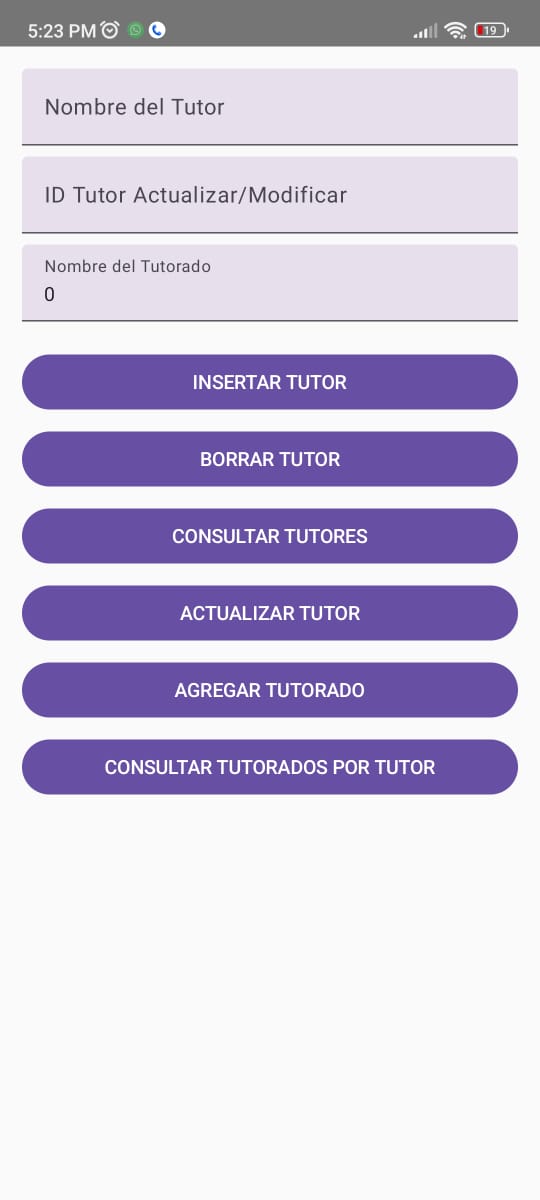 5:23 PM
19
Nombre del Tutor
ID Tutor Actualizar/Modificar
Nombre del Tutorado
0
INSERTAR TUTOR
BORRAR TUTOR
CONSULTAR TUTORES
ACTUALIZAR TUTOR
AGREGAR TUTORADO
CONSULTAR TUTORADOS POR TUTOR